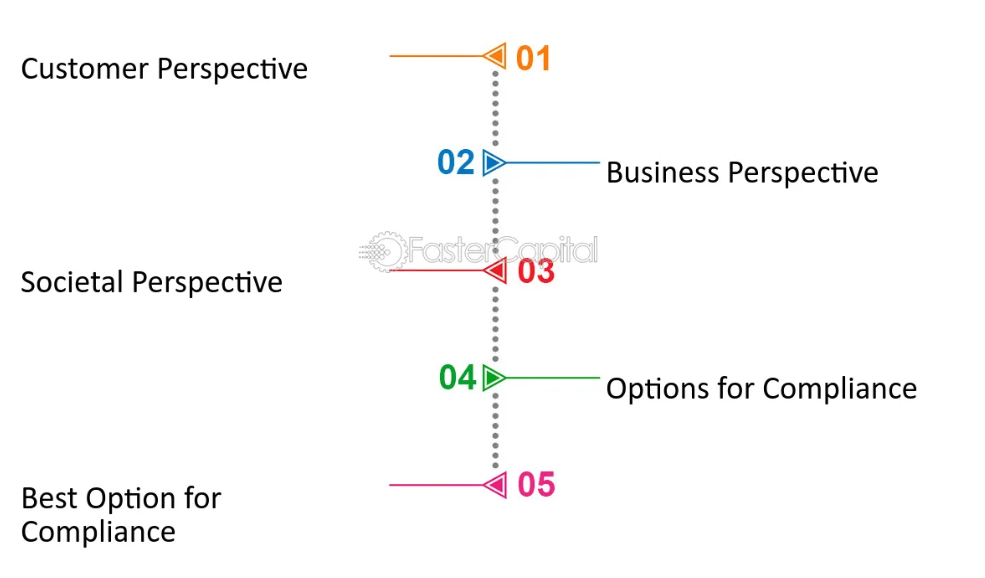 Customer Perspective
01
02
Business Perspective
FasterCapital
Societal Perspective
03
04
Options for Compliance
Best Option for
Compliance
05